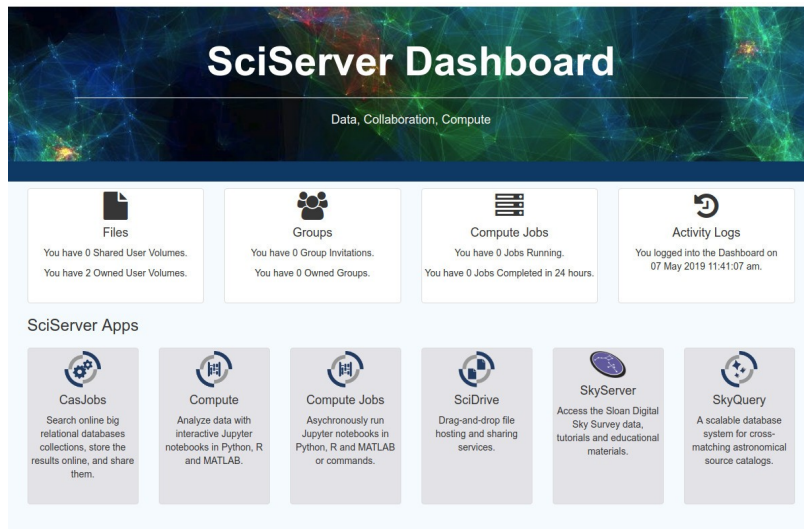 SciServer Dashboard
Data, Collaboration, Compute
Files
You have 0 Shared User Volumes.
You have 2 Owned User Volumes.
Groups
You have 0 Group Invitations.
You have 0 Owned Groups.
Compute Jobs
You have 0 Jobs Running.
You have 0 Jobs Completed in 24 hours.
Activity Logs
You logged into the Dashboard on
07 May 2019 11:41:07 am.
SciServer Apps
CasJobs
Search online big
relational databases
collections, store the
results online, and share
them.
Compute
Analyze data with
interactive Jupyter
notebooks in Python, R
and MATLAB.
Compute Jobs
Asychronously run
Jupyter notebooks in
Python, R and MATLAB
or commands.
SciDrive
Drag-and-drop file
hosting and sharing
services.
SkyServer
Access the Sloan Digital
Sky Survey data,
tutorials and educational
materials.
SkyQuery
A scalable database
system for cross-
matching astronomical
source catalogs.